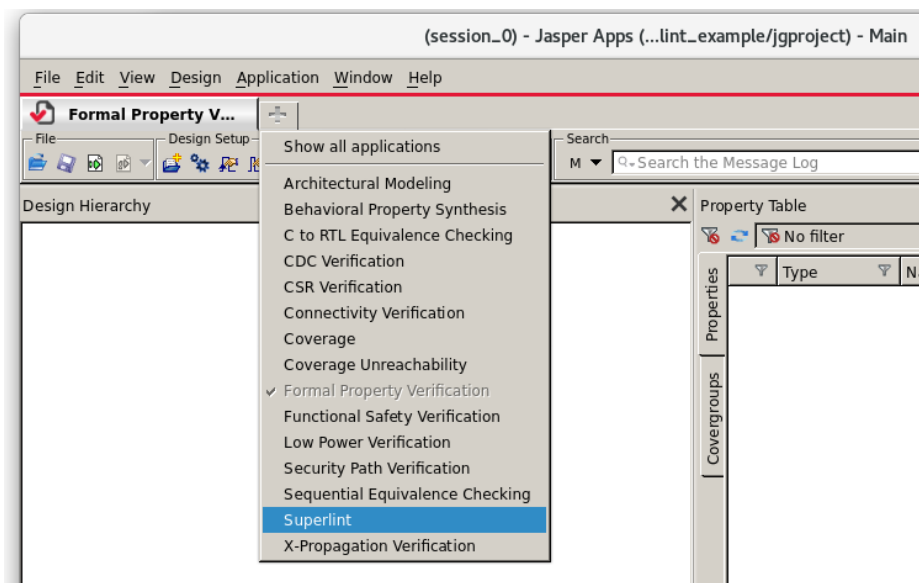 (session_0) - Jasper Apps (...lint_example/jgproject) - Main
File Edit View Design Application Window Help
Formal Property V...
File
Design Setup
Search
M
Search the Message Log
Show all applications
Architectural Modeling
Behavioral Property Synthesis
C to RTL Equivalence Checking
CDC Verification
CSR Verification
Connectivity Verification
Coverage
Coverage Unreachability
Formal Property Verification
Functional Safety Verification
Low Power Verification
Security Path Verification
Sequential Equivalence Checking
Superlint
X-Propagation Verification
Design Hierarchy
Property Table
No filter
Type
Properties
Covergroups